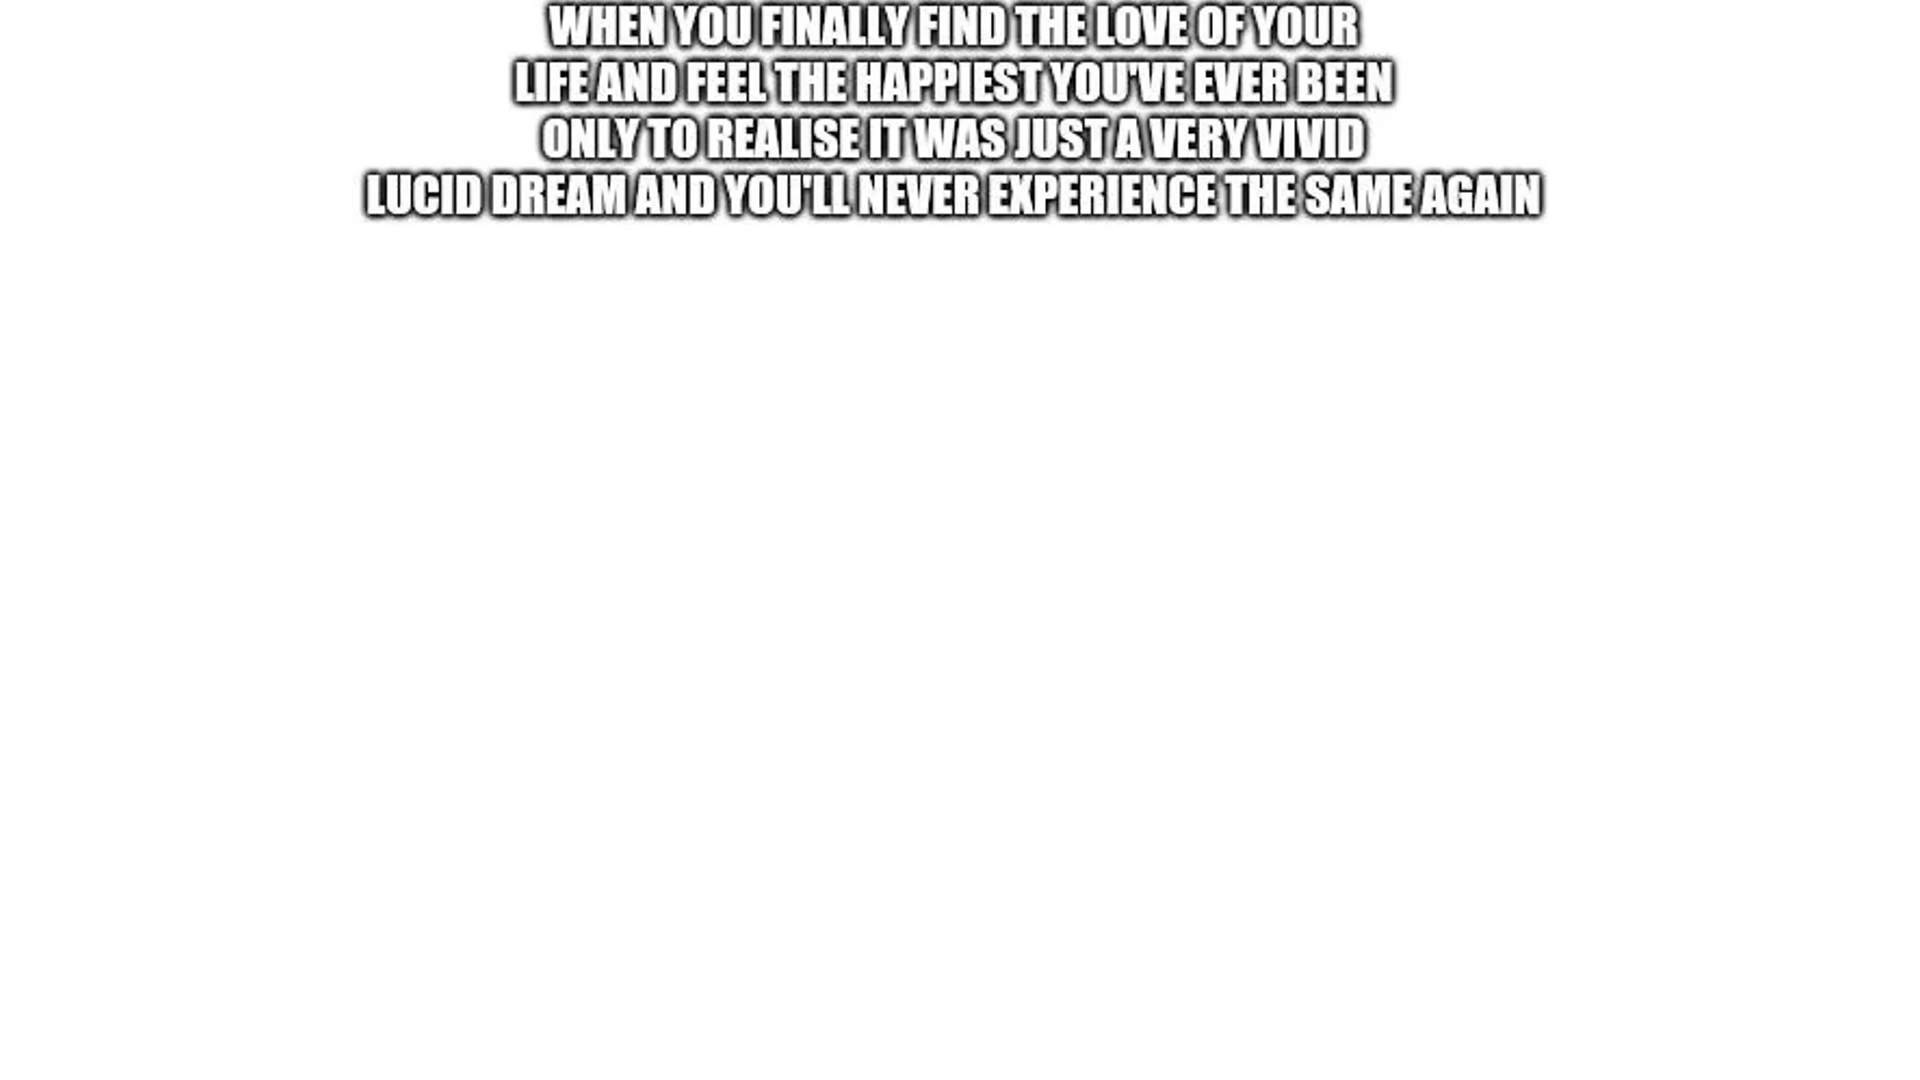 WHEN YOU FINALLY FIND THE LOVE OF YOUR
LIFE AND FEEL THE HAPPIEST YOU'VE EVER BEEN
ONLY TO REALISE IT WAS JUST A VERY VIVID
LUCID DREAM AND YOU'LL NEVER EXPERIENCE THE SAME AGAIN